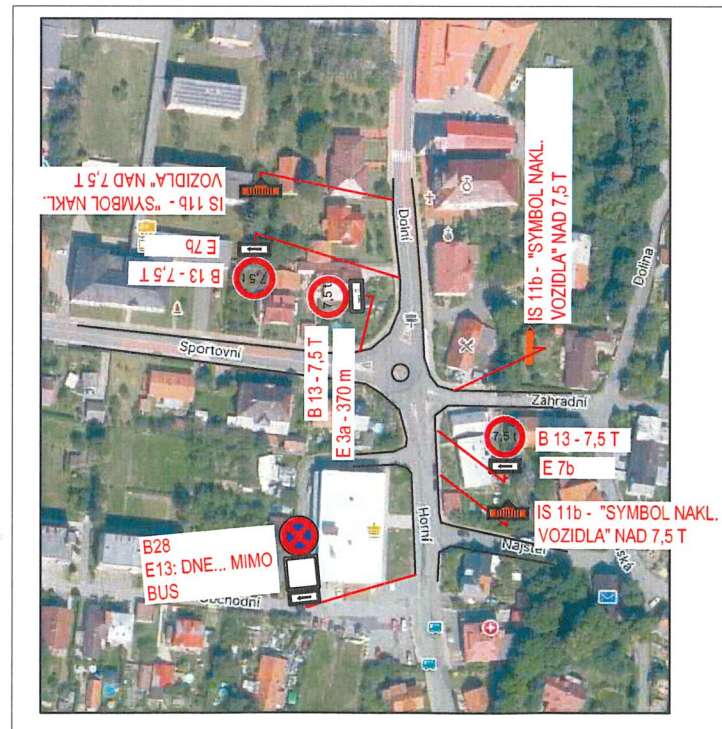 IS 11b - "SYMBOL NAKL.
VOZIDLA" NAD 7,5 T
E 7b
B 13 - 7,5 T
7,5 t
7,5 t
B 13 - 7,5 T
E 3a - 370 m
IS 11b - "SYMBOL NAKL.
VOZIDLA" NAD 7,5 T
Dolní
Dolina
Sportovní
Zahradní
7,5 t
B 13 - 7,5 T
E 7b
IS 11b - "SYMBOL NAKL.
VOZIDLA" NAD 7,5 T
Horní
B28
E13: DNE... MIMO
BUS
Obchodní